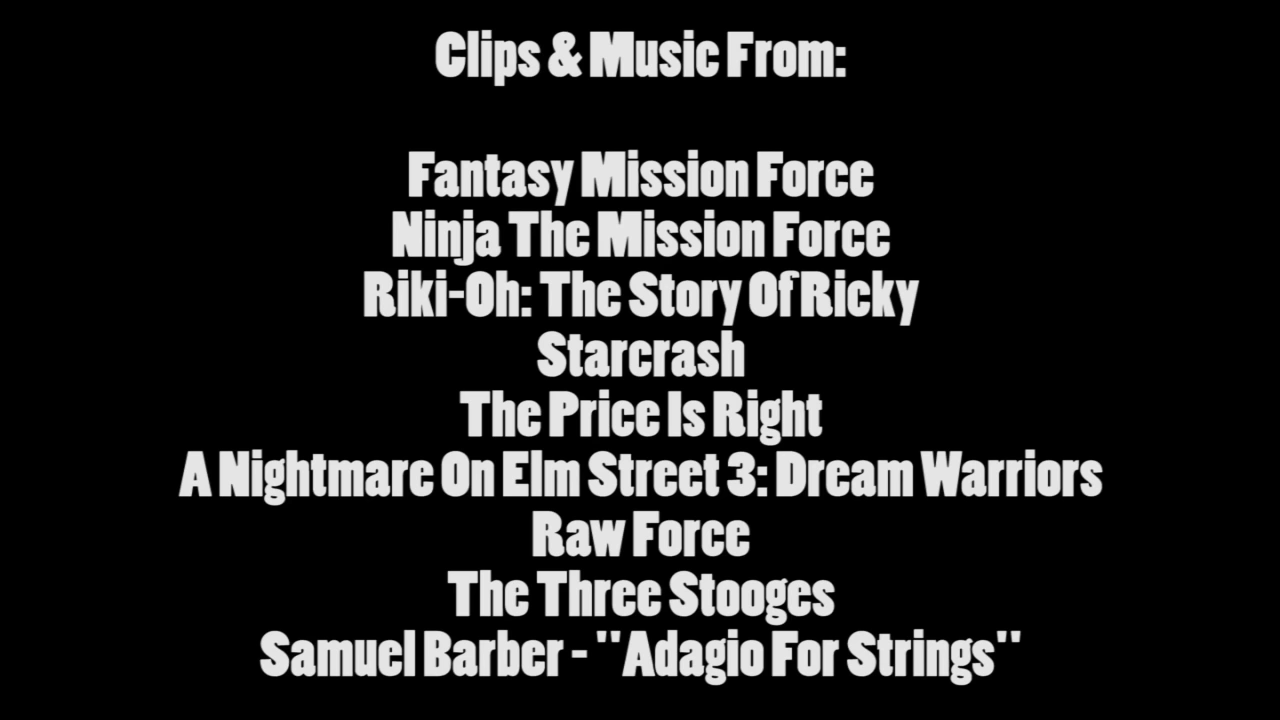 Clips & Music From:
Fantasy Mission Force
Ninja The Mission Force
Riki-Oh: The Story Of Ricky
Starcrash
The Price Is Right
A Nightmare On Elm Street 3: Dream Warriors
Raw Force
The Three Stooges
Samuel Barber - "Adagio For Strings"